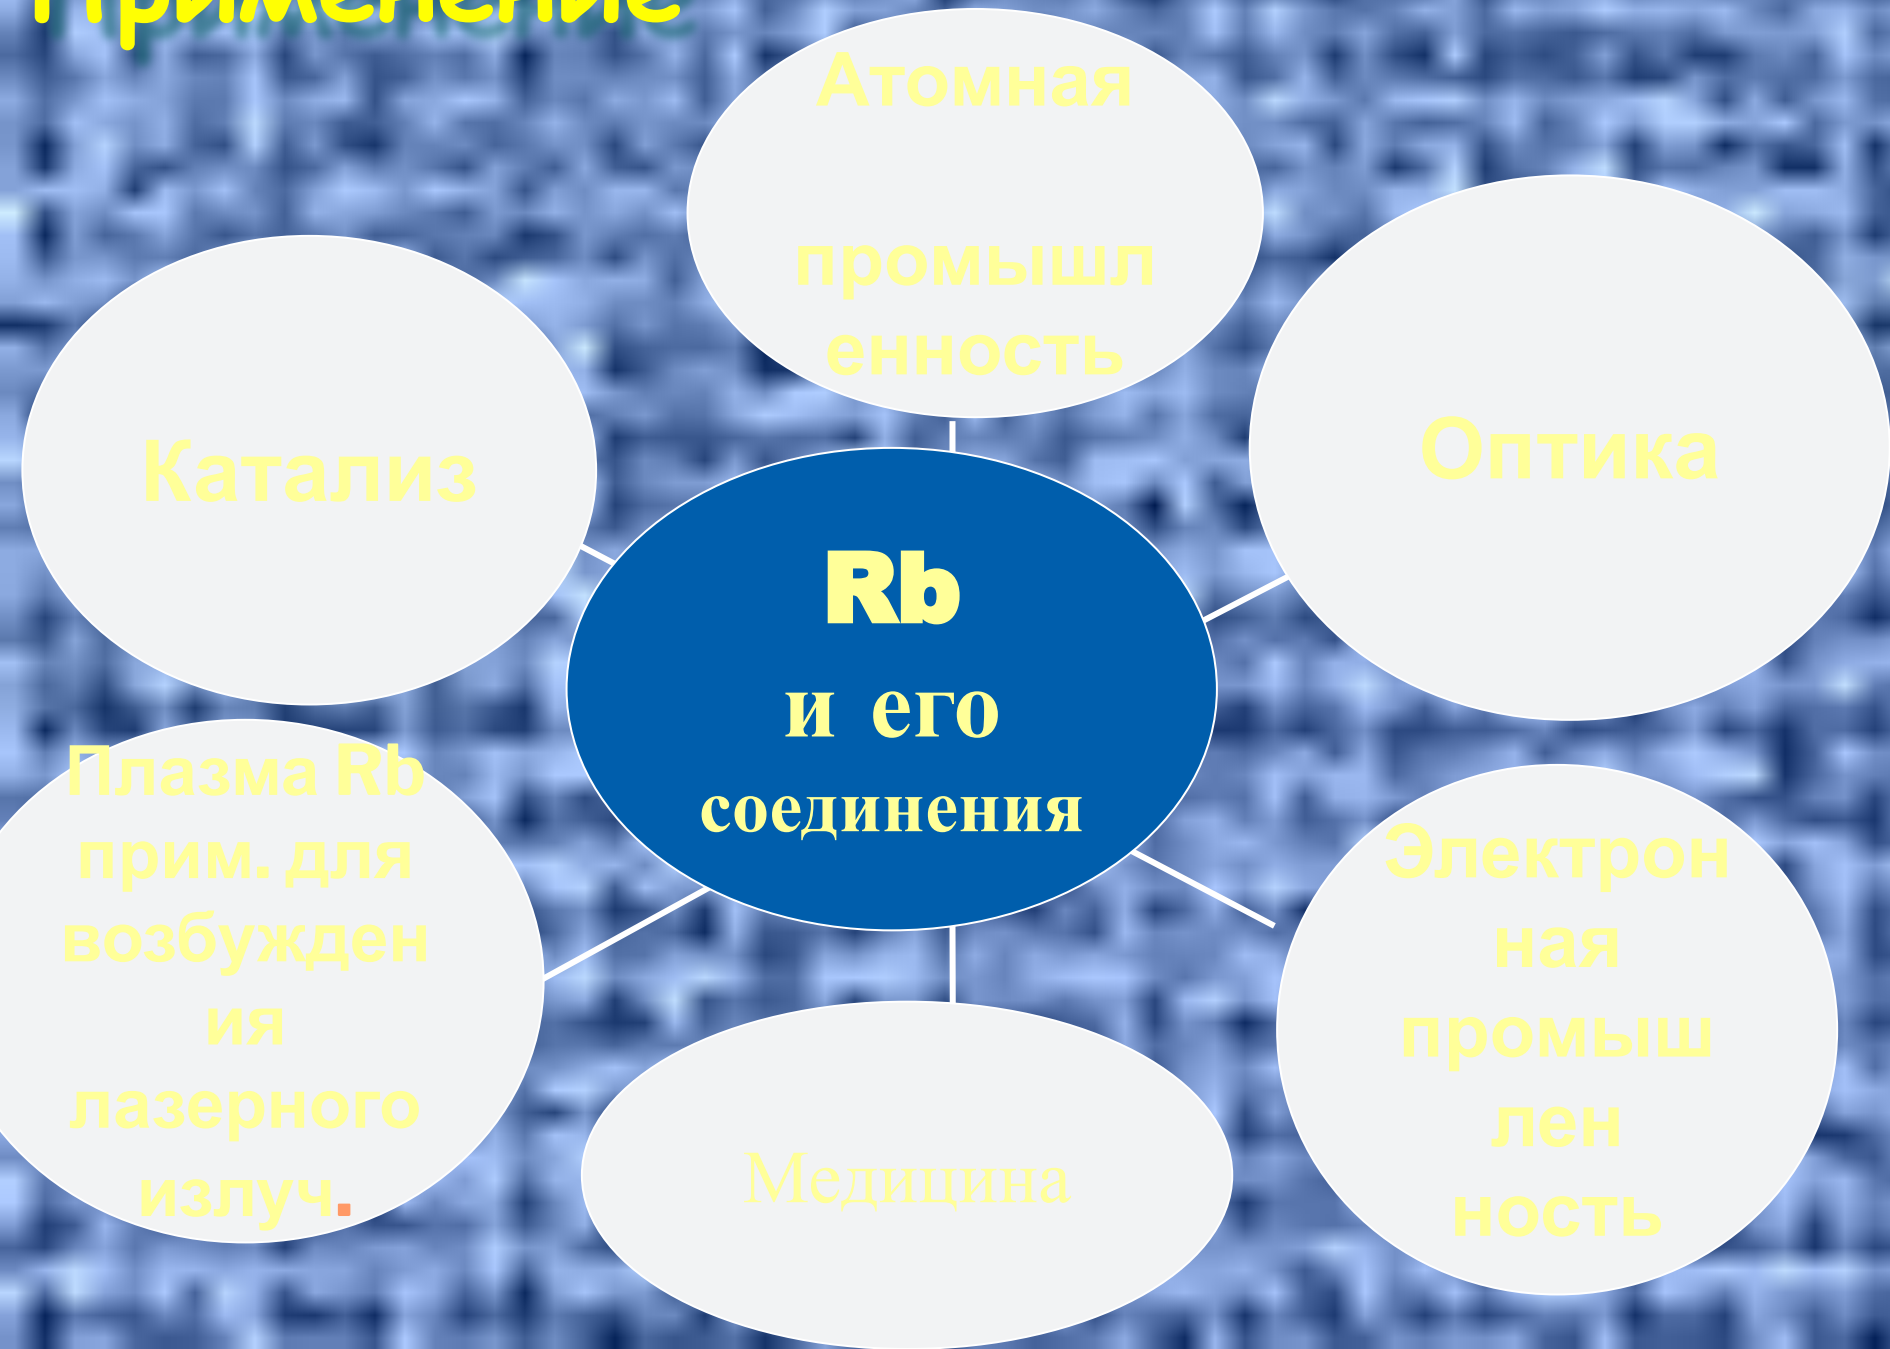 Применение
Атомная
промышл
енность
Катализ
Оптика
Rb
и его
соединения
Плазма Rb
прим. для
возбужден
ия
лазерного
излуч.
Медицина
Электрон
ная
промыш
лен
ность